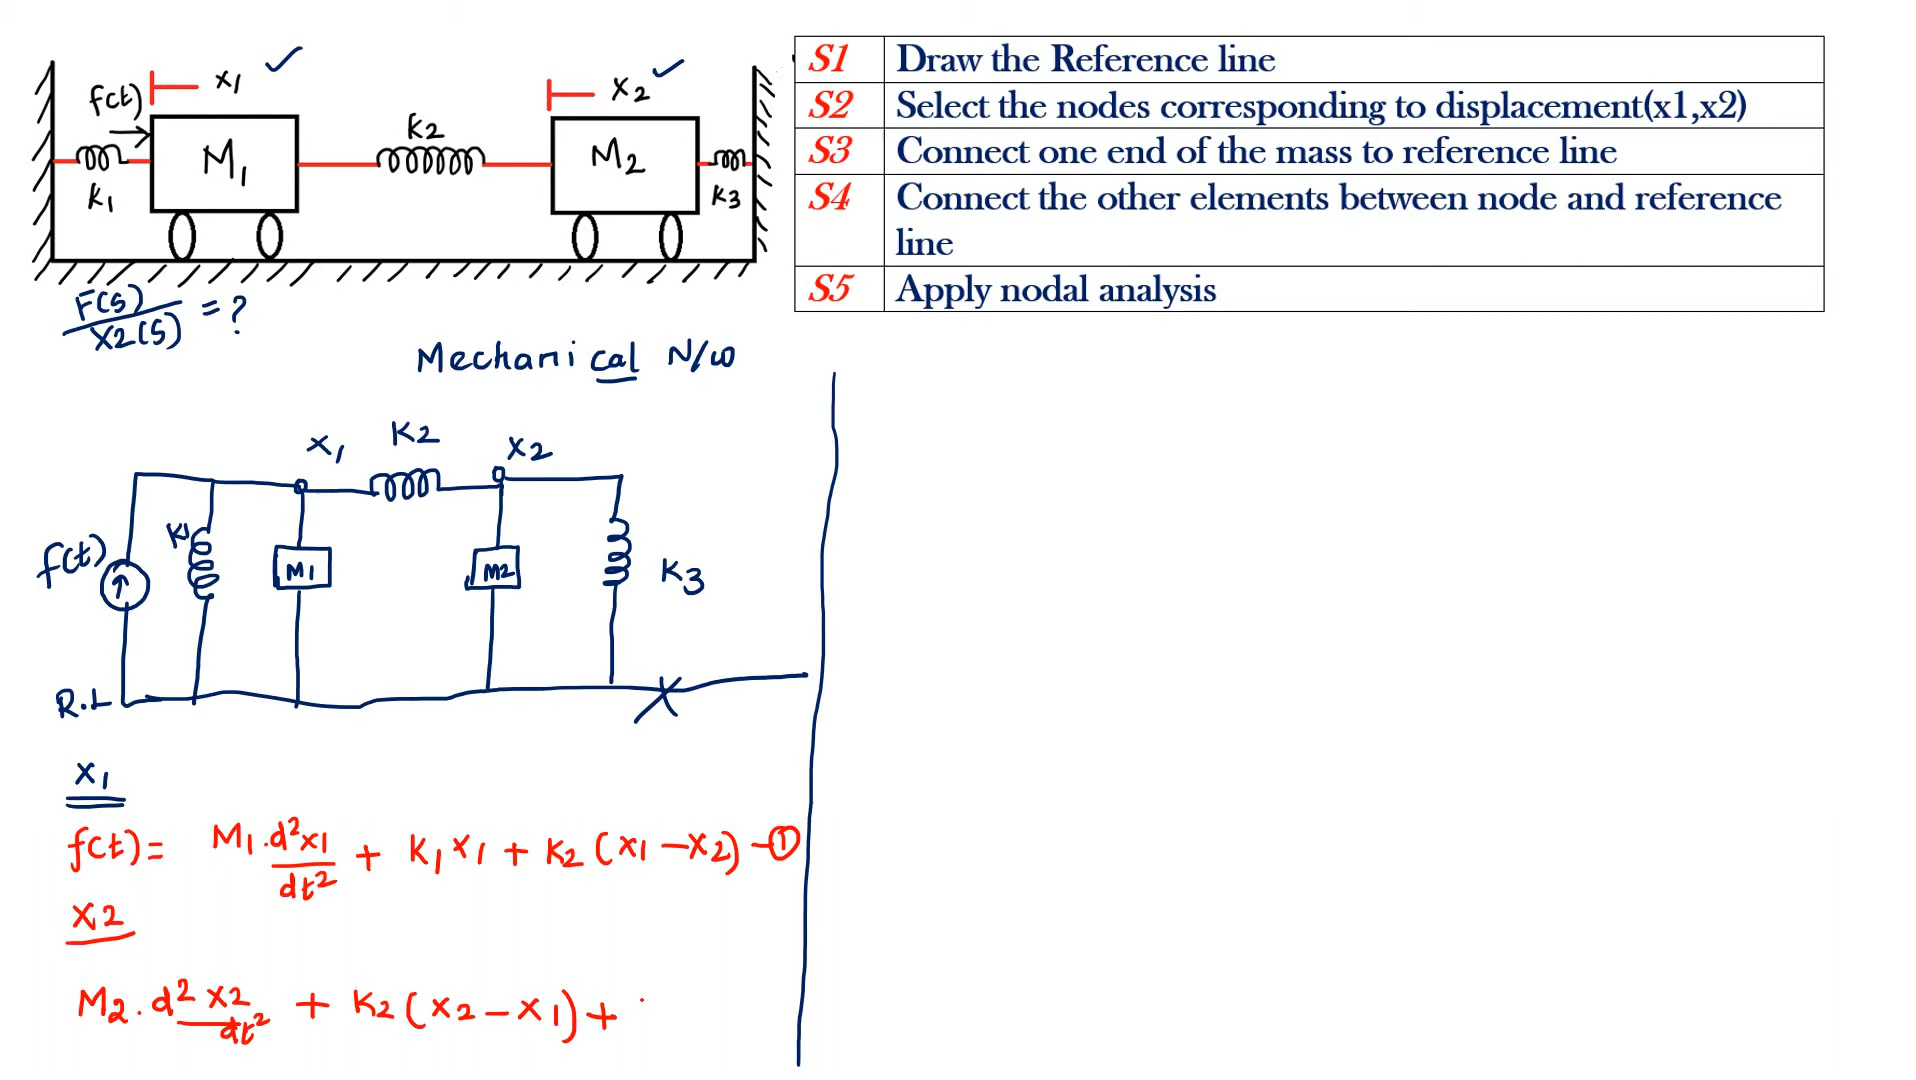 f(t) x1 x2
K2
M1 M2
K1 K3
F(s)/X2(s) = ?
S1 Draw the Reference line
S2 Select the nodes corresponding to displacement(x1,x2)
S3 Connect one end of the mass to reference line
S4 Connect the other elements between node and reference
line
S5 Apply nodal analysis
Mechanical N/w
x1 K2 x2
f(t) K1 M1 M2 K3
R.L
x1
f(t) = M1.d²x1/dt² + K1x1 + K2(x1-x2) -①
x2
M2.d²x2/dt² + K2(x2-x1) +